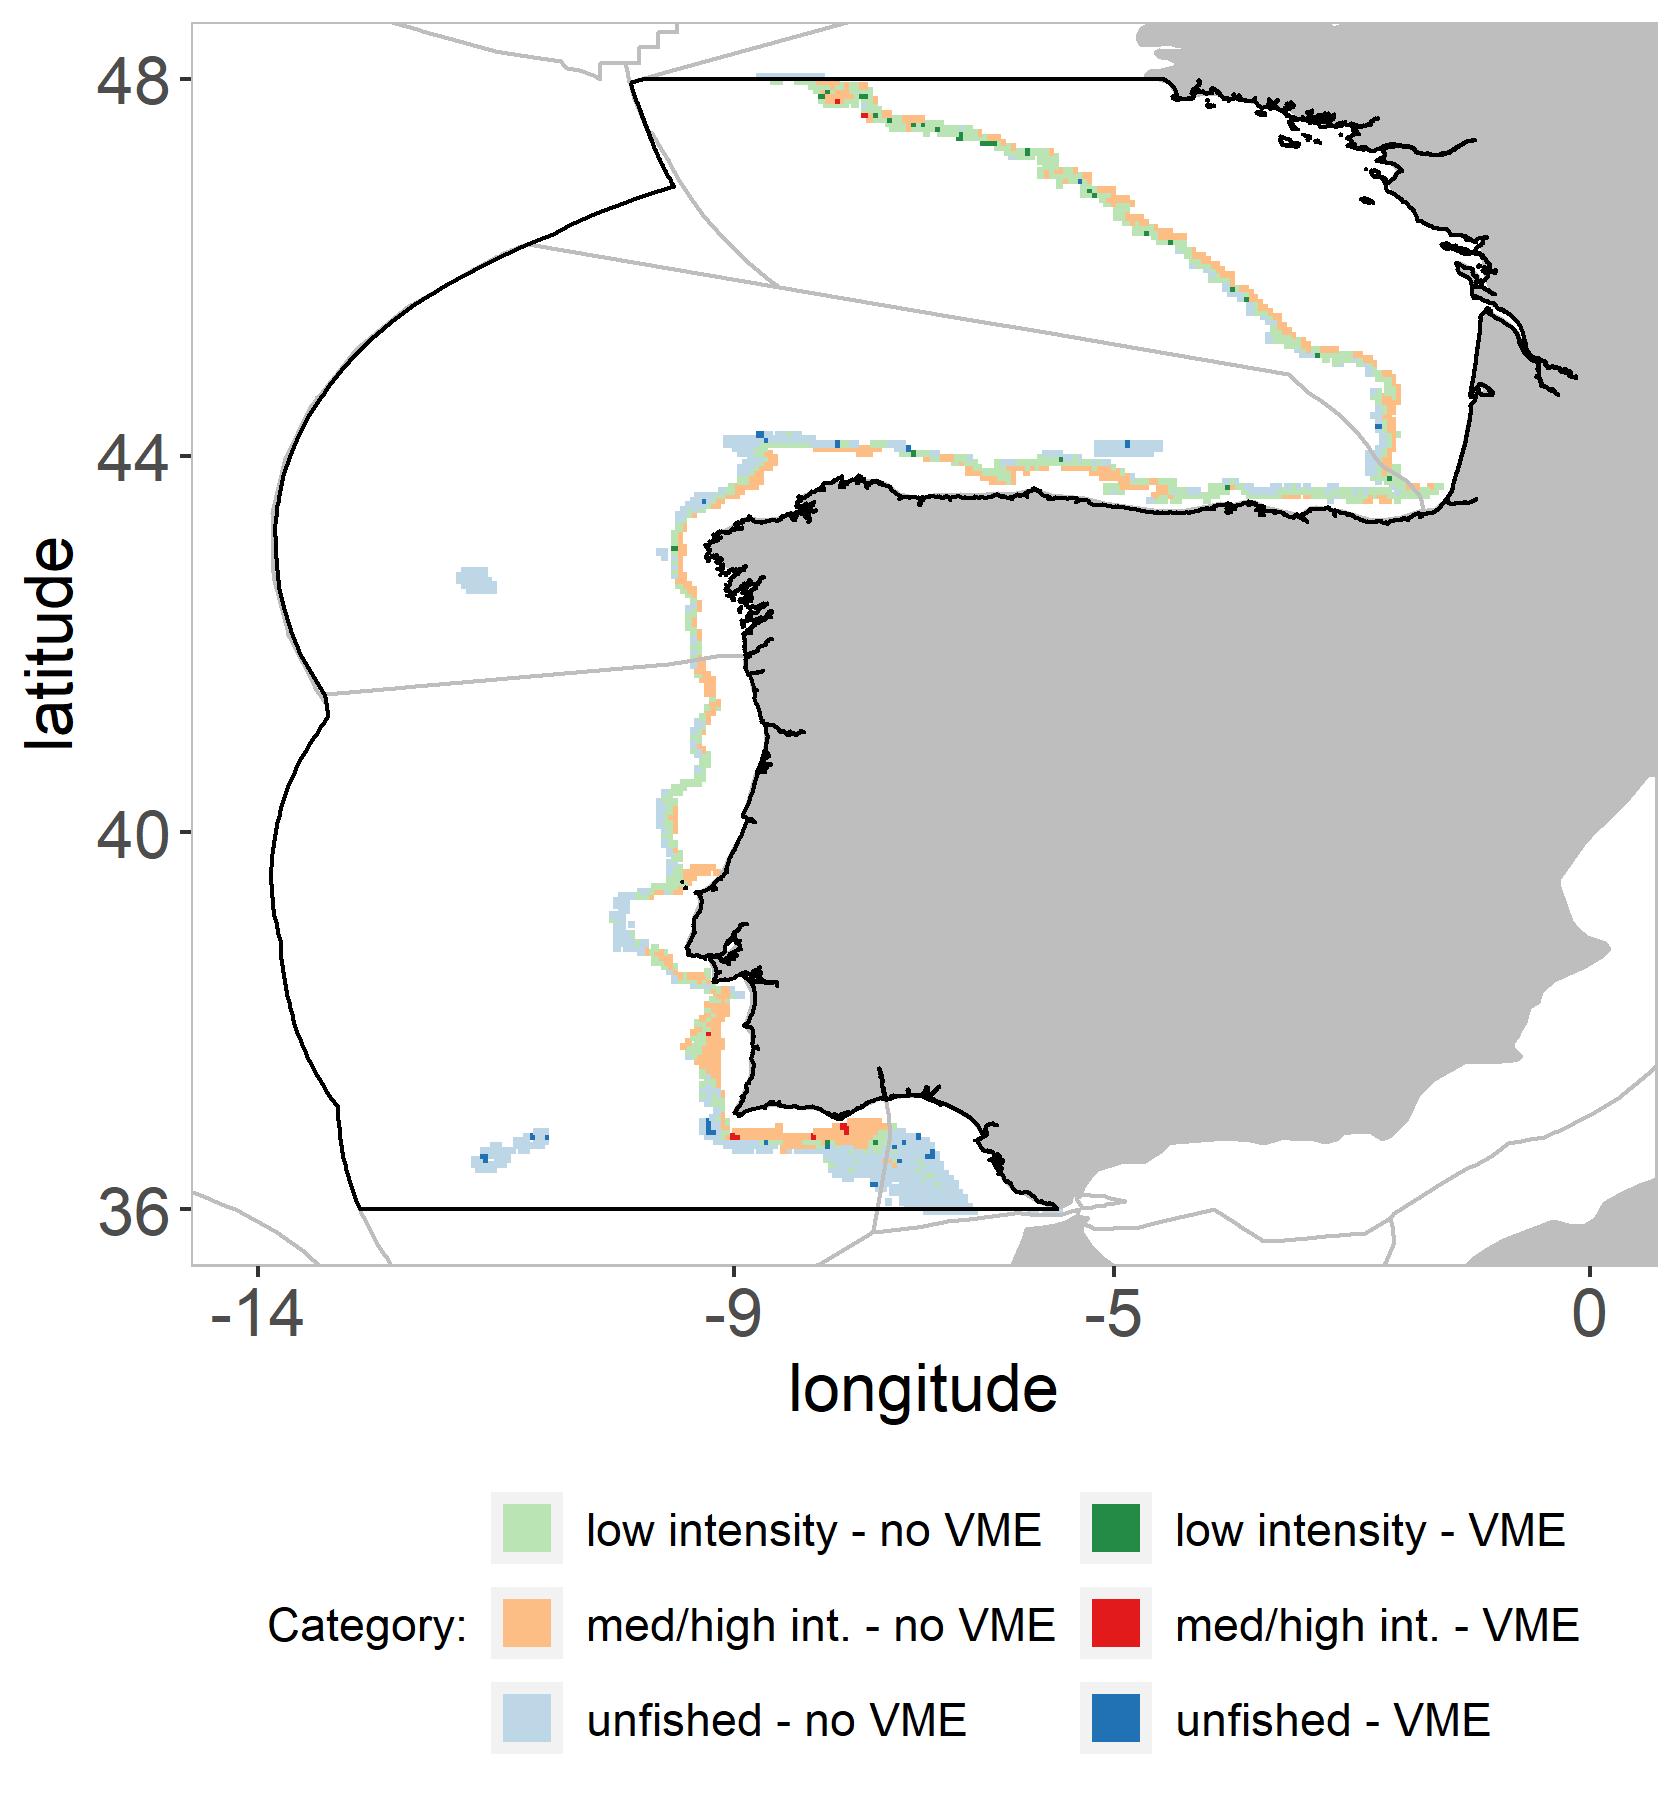 48
44
40
36
latitude
-14 -9 -5 0
longitude
low intensity - no VME low intensity - VME
Category: med/high int. - no VME med/high int. - VME
unfished - no VME unfished - VME